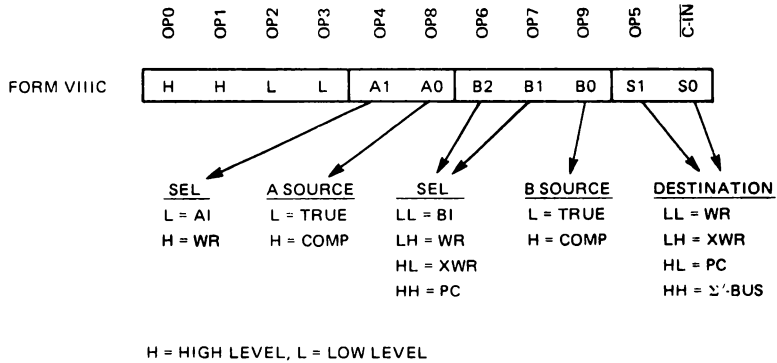 OP0 OP1 OP2 OP3 OP4 OP8 OP6 OP7 OP9 OP5 C-IN
FORM VIIIC H H L L A1 A0 B2 B1 B0 S1 S0
SEL A SOURCE SEL B SOURCE DESTINATION
L = AI L = TRUE LL = BI L = TRUE LL = WR
H = WR H = COMP LH = WR H = COMP LH = XWR
HL = XWR HL = PC
HH = PC HH = Σ'-BUS
H = HIGH LEVEL, L = LOW LEVEL